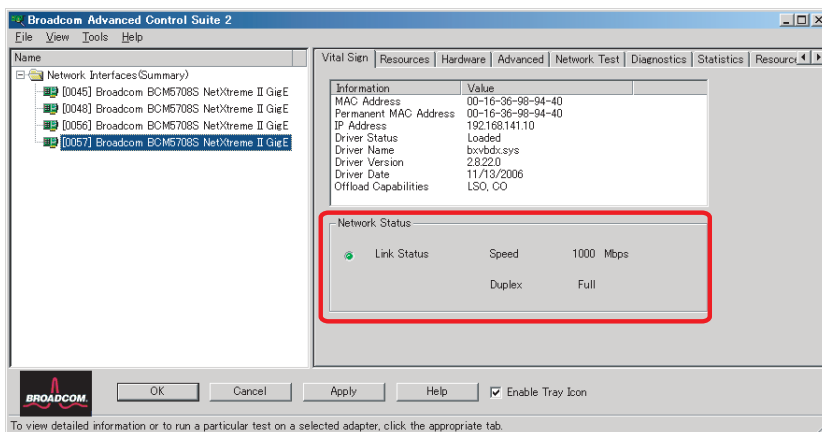 Broadcom Advanced Control Suite 2
File View Tools Help
Name
Network Interfaces(Summary)
[0045] Broadcom BCM5708S NetXtreme II GigE
[0048] Broadcom BCM5708S NetXtreme II GigE
[0056] Broadcom BCM5708S NetXtreme II GigE
[0057] Broadcom BCM5708S NetXtreme II GigE
Vital Sign Resources Hardware Advanced Network Test Diagnostics Statistics Resourc
Information Value
MAC Address 00-16-36-98-94-40
Permanent MAC Address 00-16-36-98-94-40
IP Address 192.168.141.10
Driver Status Loaded
Driver Name bxvbdx.sys
Driver Version 2.8.22.0
Driver Date 11/13/2006
Offload Capabilities LSO, CO
Network Status
Link Status Speed 1000 Mbps
Duplex Full
BROADCOM.
OK Cancel Apply Help Enable Tray Icon
To view detailed information or to run a particular test on a selected adapter, click the appropriate tab.